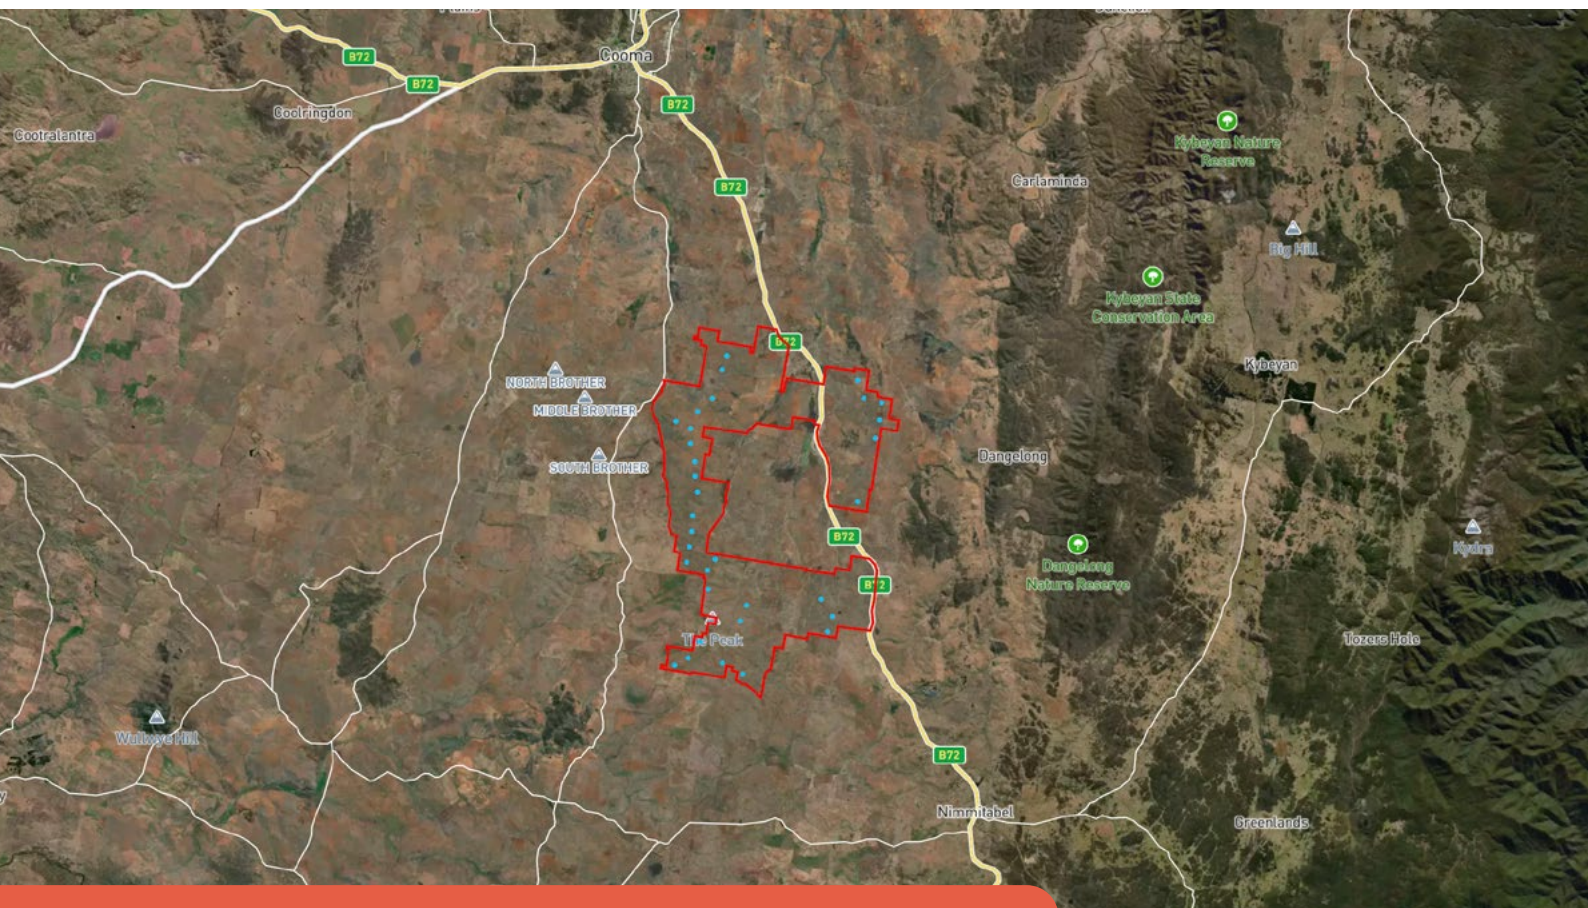 Cooma
B72
B72
B72
Coolringdon
Cootralantra
Kybeyan Nature
Reserve
B72
Carlaminda
Big Hill
Kybeyan State
Conservation Area
B72
Kybeyan
NORTH BROTHER
MIDDLE BROTHER
SOUTH BROTHER
Dangelong
B72
Kydra
Dangelong
Nature Reserve
B72
The Peak
Tozers Hole
Wullwye Hill
B72
Nimmitabel
Greenlands